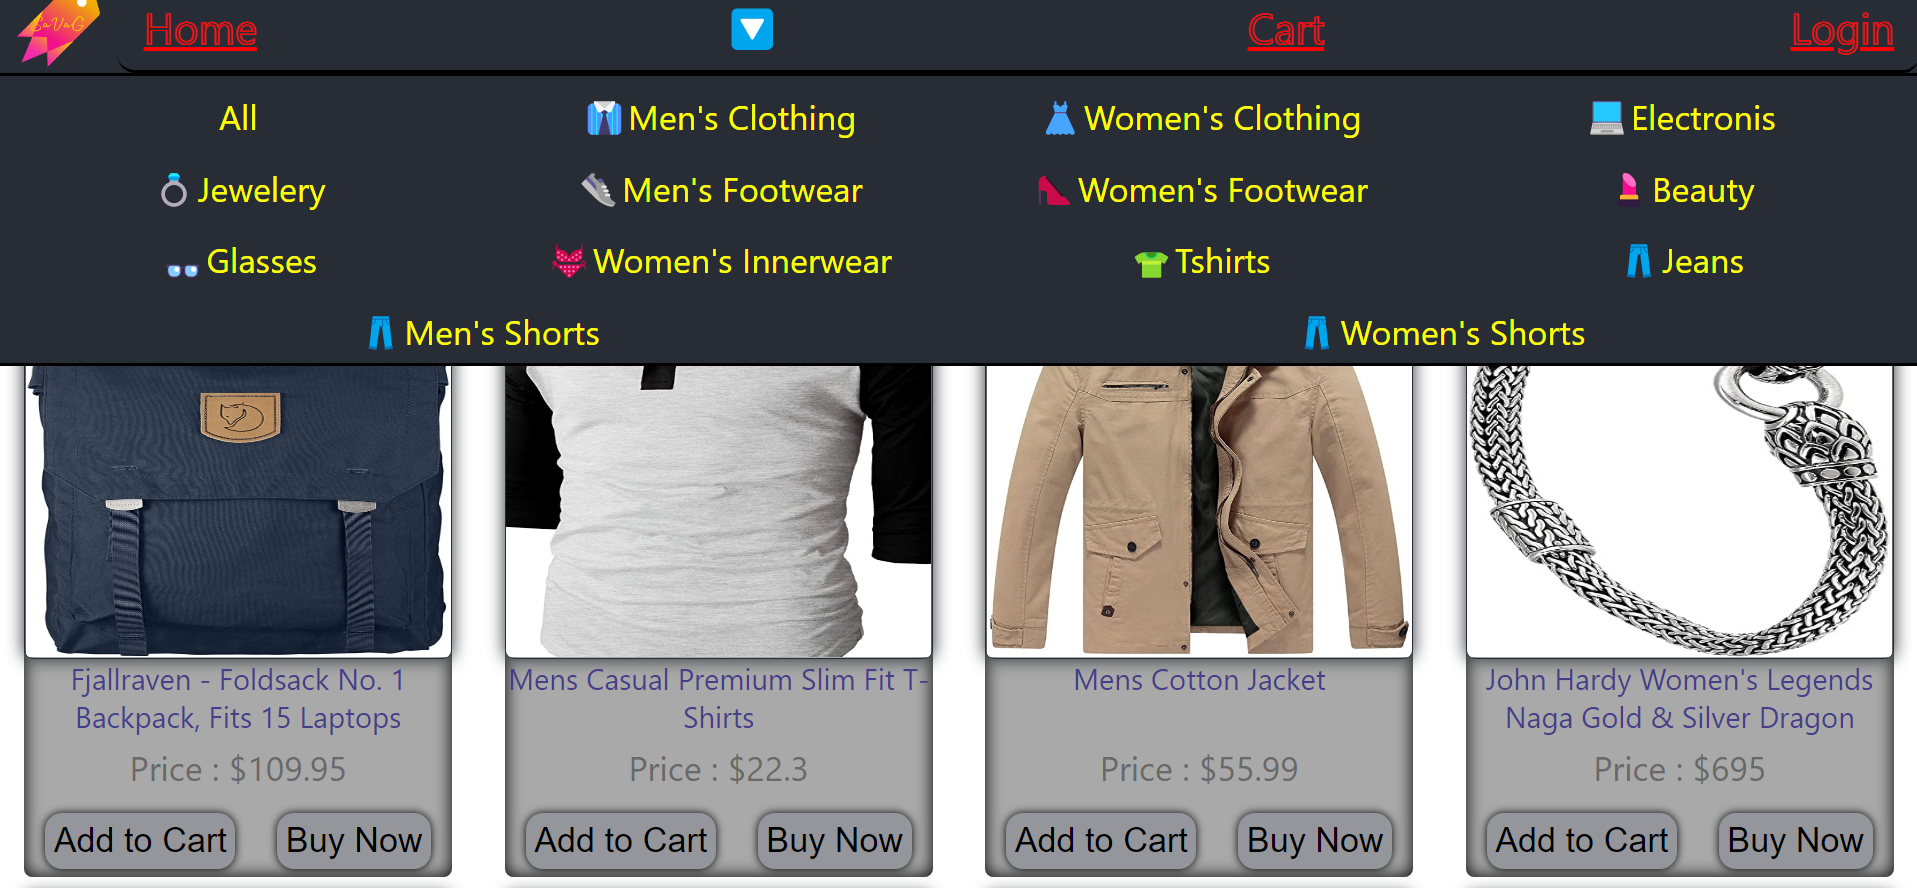 SaVaG
Home
Cart
Login
All
Men's Clothing
Women's Clothing
Electronis
Jewelery
Men's Footwear
Women's Footwear
Beauty
Glasses
Women's Innerwear
Tshirts
Jeans
Men's Shorts
Women's Shorts
Fjallraven - Foldsack No. 1
Backpack, Fits 15 Laptops
Price : $109.95
Add to Cart
Buy Now
Mens Casual Premium Slim Fit T-
Shirts
Price : $22.3
Add to Cart
Buy Now
Mens Cotton Jacket
Price : $55.99
Add to Cart
Buy Now
John Hardy Women's Legends
Naga Gold & Silver Dragon
Price : $695
Add to Cart
Buy Now